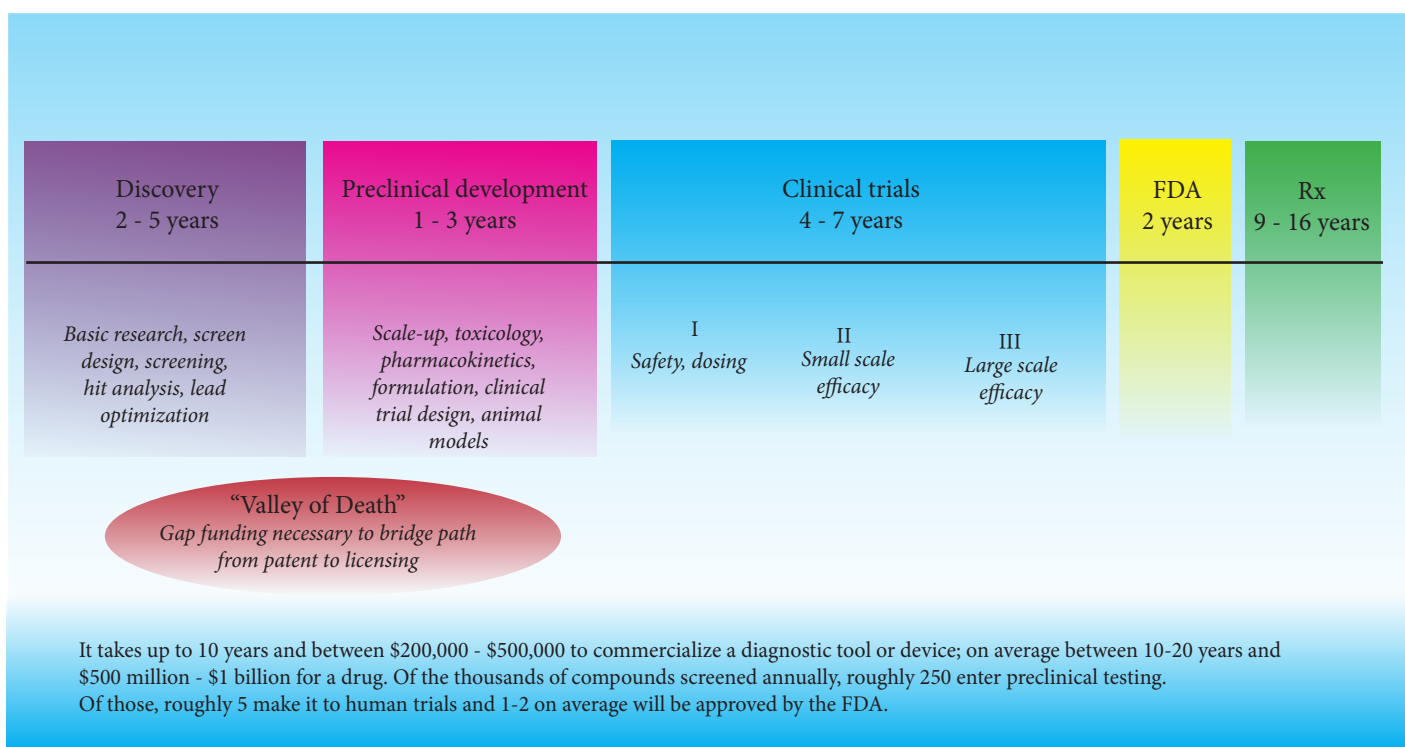 Discovery
2 - 5 years
Basic research, screen
design, screening,
hit analysis, lead
optimization
Preclinical development
1 - 3 years
Scale-up, toxicology,
pharmacokinetics,
formulation, clinical
trial design, animal
models
Clinical trials
4 - 7 years
I
Safety, dosing
II
Small scale
efficacy
III
Large scale
efficacy
FDA
2 years
Rx
9 - 16 years
“Valley of Death”
Gap funding necessary to bridge path
from patent to licensing
It takes up to 10 years and between $200,000 - $500,000 to commercialize a diagnostic tool or device; on average between 10-20 years and
$500 million - $1 billion for a drug. Of the thousands of compounds screened annually, roughly 250 enter preclinical testing.
Of those, roughly 5 make it to human trials and 1-2 on average will be approved by the FDA.